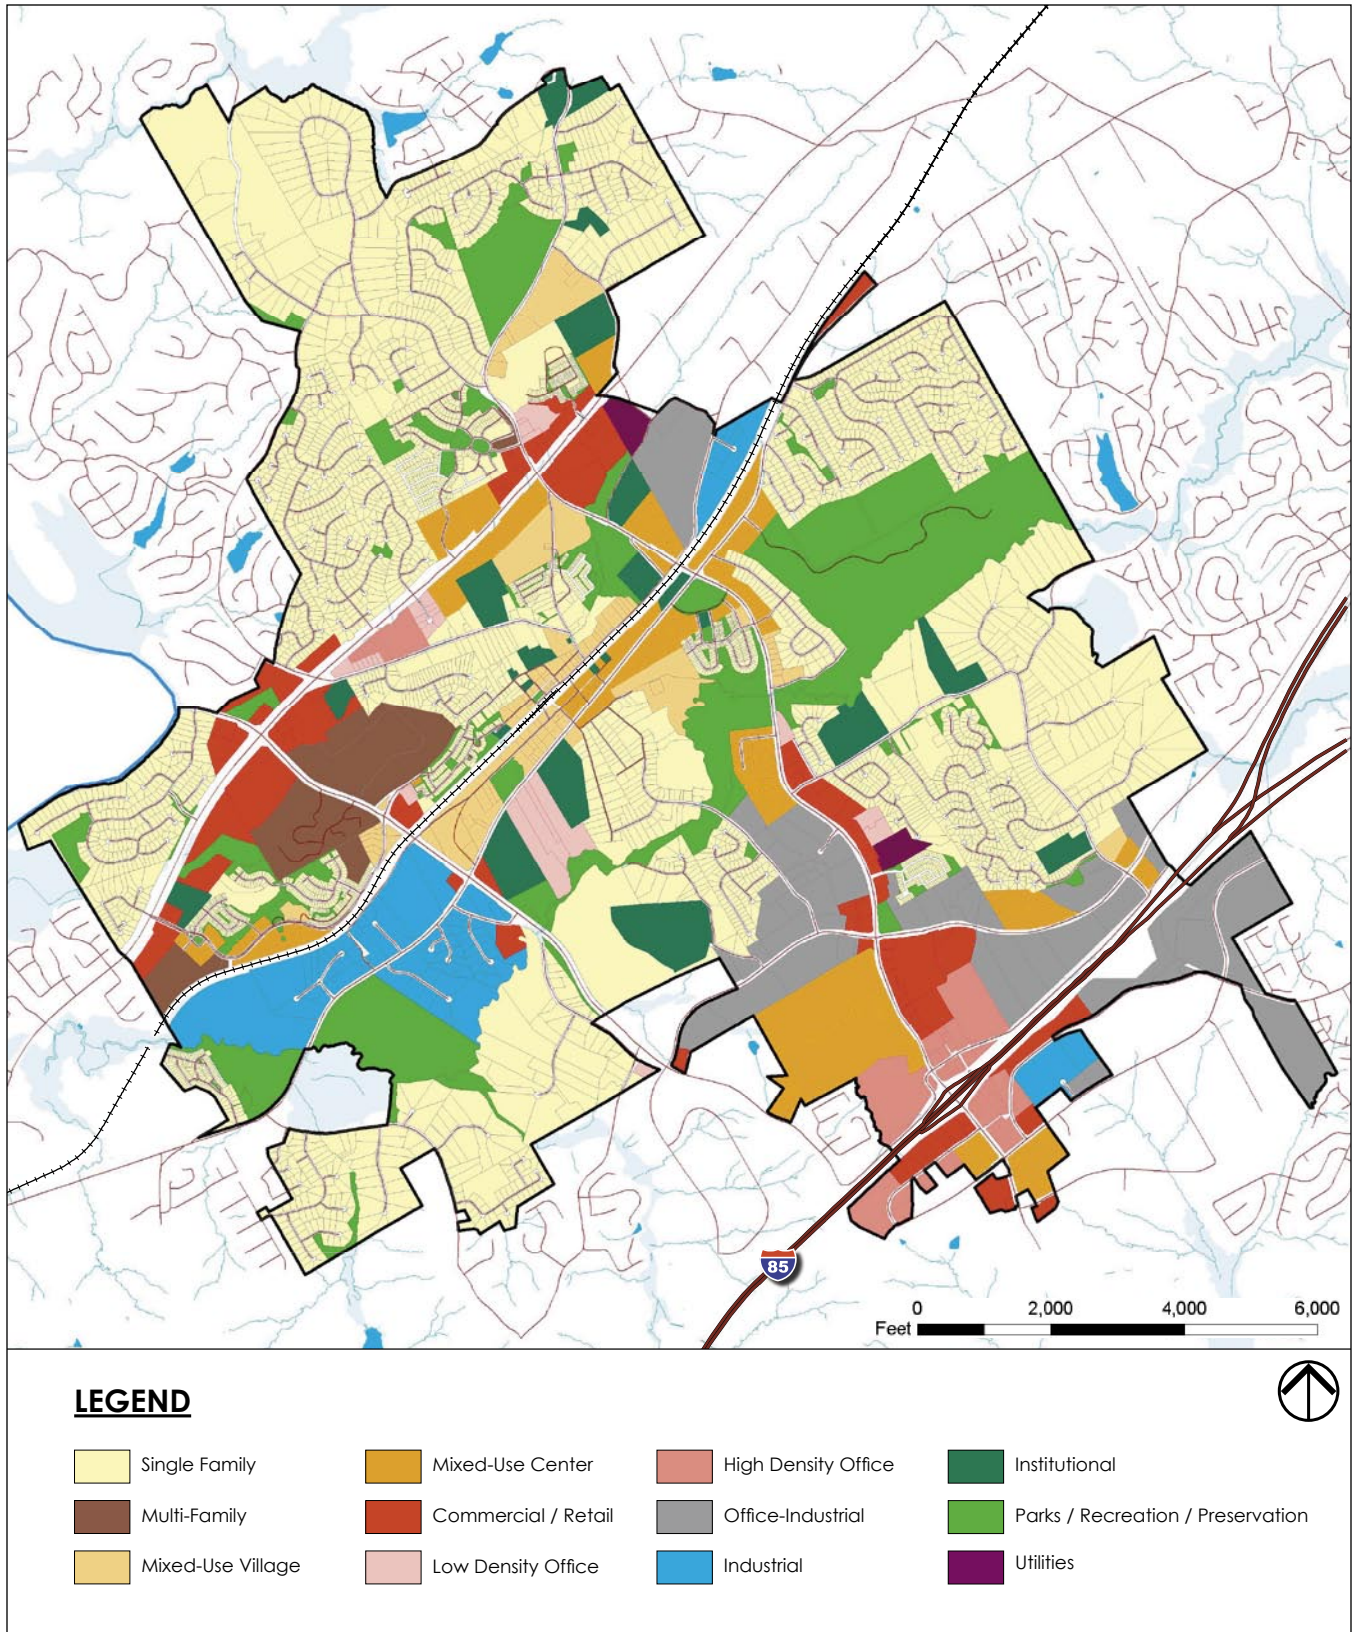 85
0 2,000 4,000 6,000
Feet
LEGEND
Single Family
Mixed-Use Center
High Density Office
Institutional
Multi-Family
Commercial / Retail
Office-Industrial
Parks / Recreation / Preservation
Mixed-Use Village
Low Density Office
Industrial
Utilities